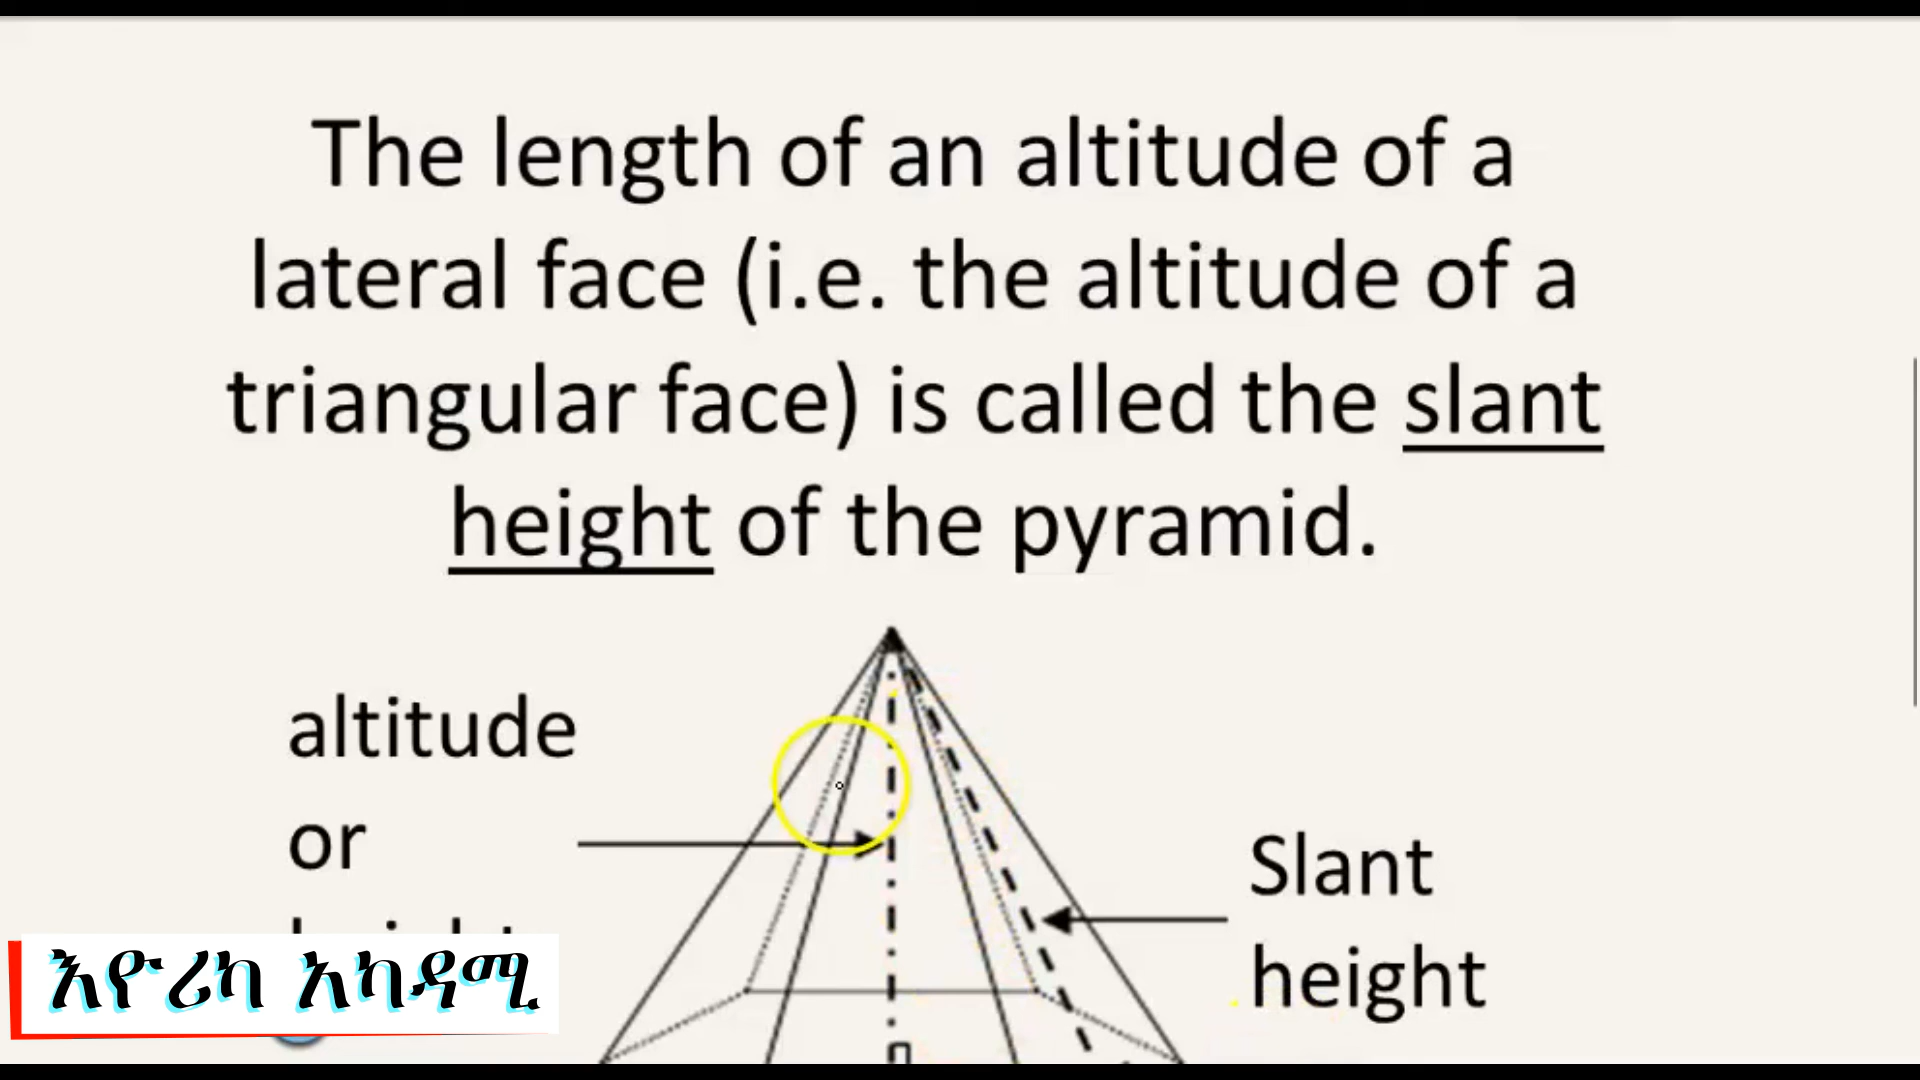 The length of an altitude of a
lateral face (i.e. the altitude of a
triangular face) is called the slant
height of the pyramid.
altitude
or
Slant
height
እዮሪካ አካዳሚ